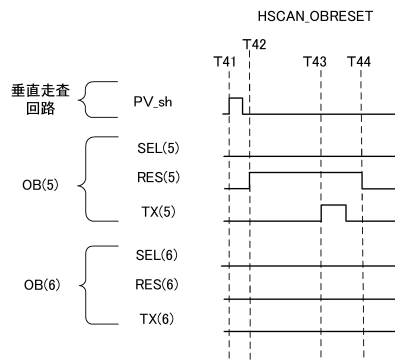 HSCAN_OBRESET
T41 T42 T43 T44
垂直走査
回路
PV_sh
SEL(5)
OB(5)
RES(5)
TX(5)
SEL(6)
OB(6)
RES(6)
TX(6)